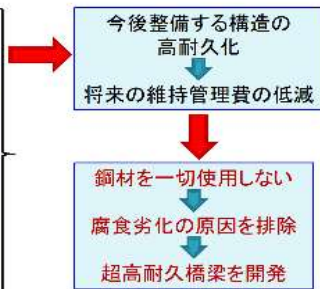 今後整備する構造の
高耐久化
将来の維持管理費の低減
鋼材を一切使用しない
腐食劣化の原因を排除
超高耐久橋梁を開発